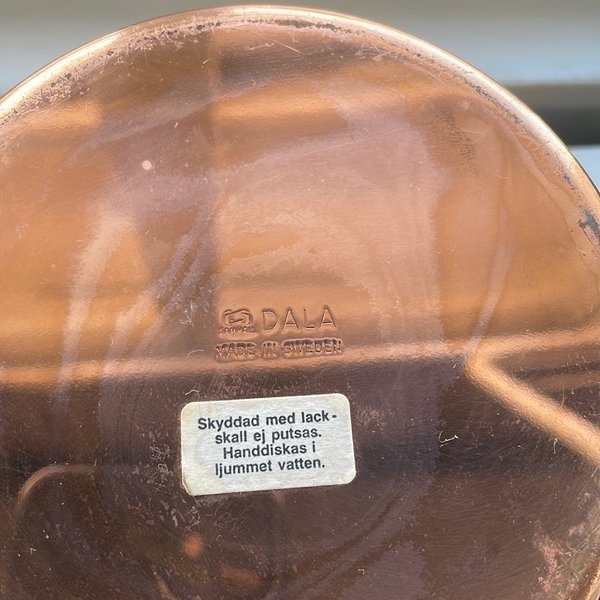 DALA
MADE IN SWEDEN
Skyddad med lack-
skall ej putsas.
Handdiskas i
ljummet vatten.